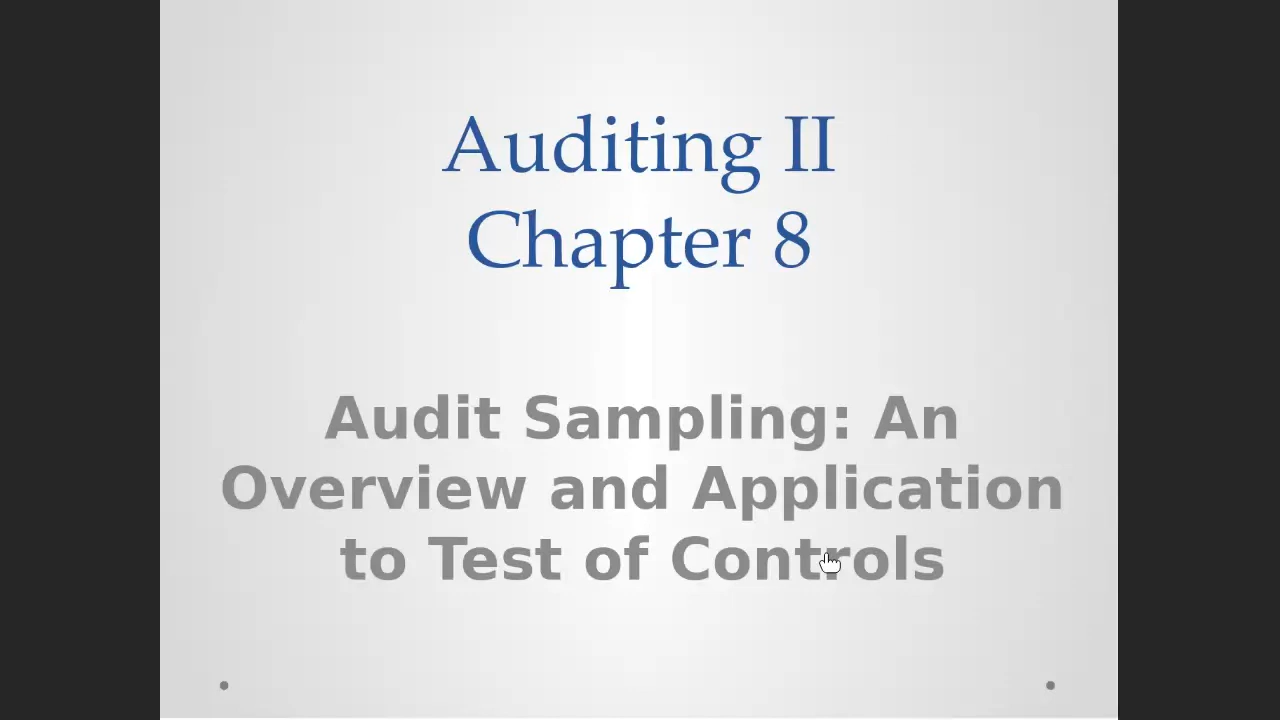 Auditing II
Chapter 8
Audit Sampling: An
Overview and Application
to Test of Controls